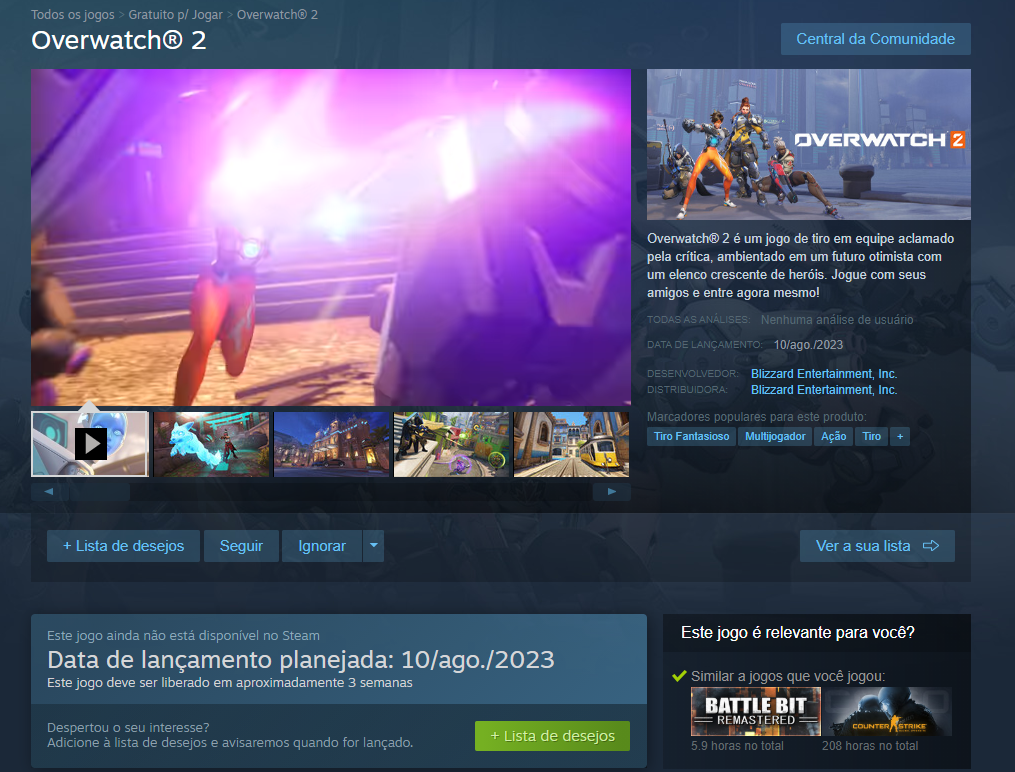 Todos os jogos > Gratuito p/ Jogar > Overwatch® 2
Overwatch® 2
Central da Comunidade
OVERWATCH 2
Overwatch® 2 é um jogo de tiro em equipe aclamado
pela crítica, ambientado em um futuro otimista com
um elenco crescente de heróis. Jogue com seus
amigos e entre agora mesmo!
TODAS AS ANÁLISES: Nenhuma análise de usuário
DATA DE LANÇAMENTO: 10/ago./2023
DESENVOLVEDOR: Blizzard Entertainment, Inc.
DISTRIBUIDORA: Blizzard Entertainment, Inc.
Marcadores populares para este produto:
Tiro Fantasioso Multijogador Ação Tiro +
+ Lista de desejos Seguir Ignorar Ver a sua lista
Este jogo ainda não está disponível no Steam
Data de lançamento planejada: 10/ago./2023
Este jogo deve ser liberado em aproximadamente 3 semanas
Despertou o seu interesse?
Adicione à lista de desejos e avisaremos quando for lançado.
+ Lista de desejos
Este jogo é relevante para você?
Similar a jogos que você jogou:
BATTLE BIT
REMASTERED
COUNTER STRIKE
5.9 horas no total 208 horas no total